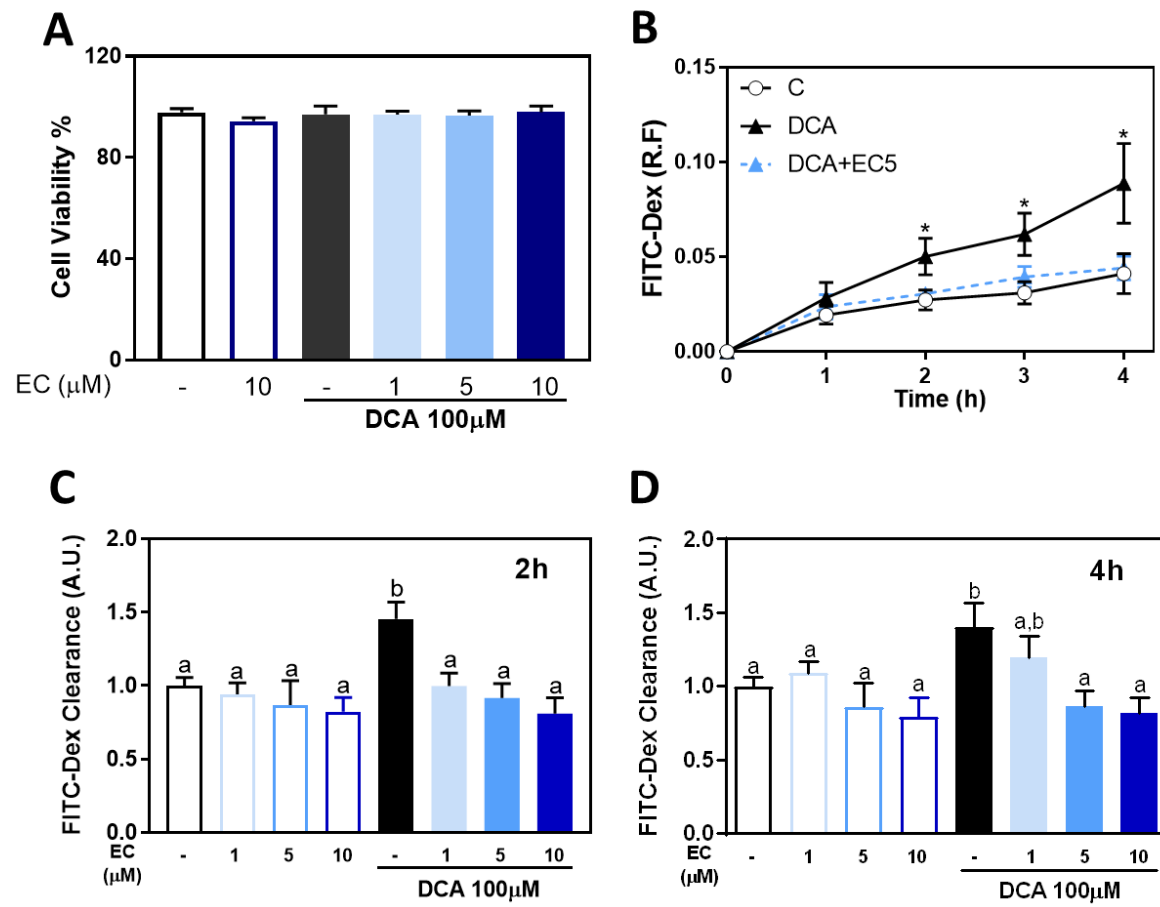 A
Cell Viability %
120
80
40
0
EC (μM) - 10 - 1 5 10
DCA 100μM
B
FITC-Dex (R.F)
0.15
0.10
0.05
0.00
C
DCA
DCA+EC5
* * *
0 1 2 3 4
Time (h)
C
FITC-Dex Clearance (A.U.)
2.0
1.5
1.0
0.5
0.0
2h
a a a a b a a a
EC
(μM)
- 1 5 10 - 1 5 10
DCA 100μM
D
FITC-Dex Clearance (A.U.)
2.0
1.5
1.0
0.5
0.0
4h
a a a a b a,b a a
EC
(μM)
- 1 5 10 - 1 5 10
DCA 100μM